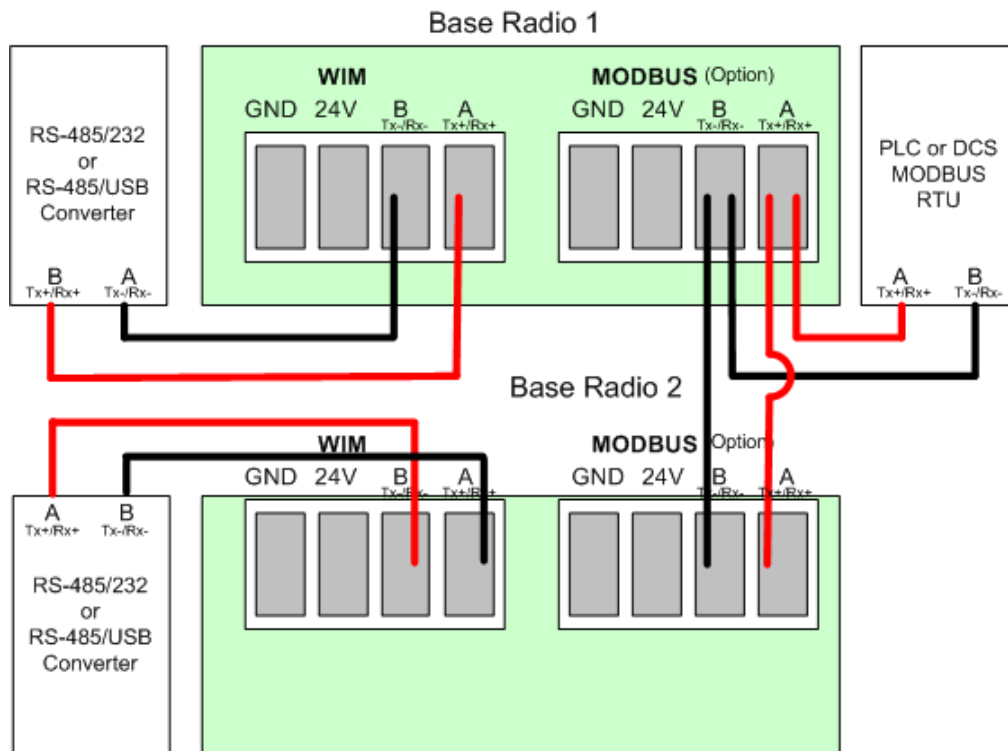 Base Radio 1
RS-485/232
or
RS-485/USB
Converter
B
Tx+/Rx+
A
Tx-/Rx-
WIM
GND 24V B A
Tx-/Rx- Tx+/Rx+
MODBUS (Option)
GND 24V B A
Tx-/Rx- Tx+/Rx+
PLC or DCS
MODBUS
RTU
A
Tx+/Rx+
B
Tx-/Rx-
Base Radio 2
WIM
GND 24V B A
Tx-/Rx- Tx+/Rx+
MODBUS (Option)
GND 24V B A
Tx-/Rx- Tx+/Rx+
A
Tx+/Rx+
B
Tx-/Rx-
RS-485/232
or
RS-485/USB
Converter